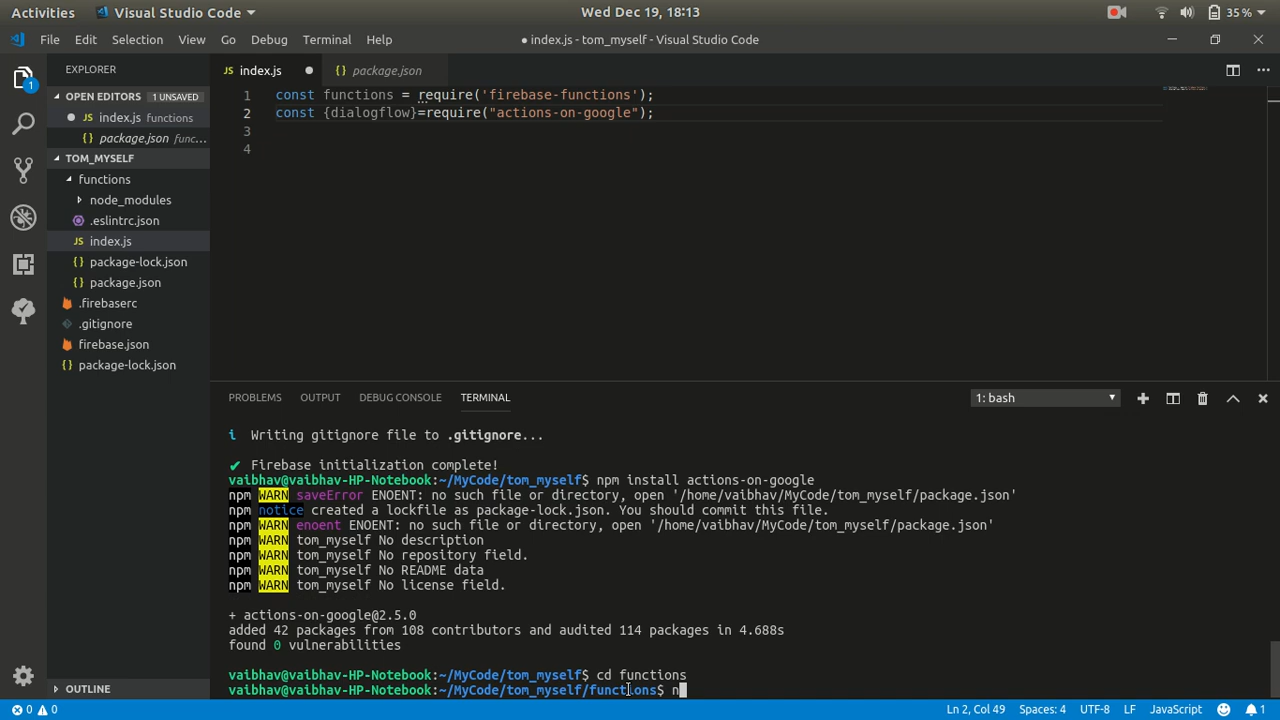 Activities Visual Studio Code Wed Dec 19, 18:13 35 %
File Edit Selection View Go Debug Terminal Help ● index.js - tom_myself - Visual Studio Code
EXPLORER
JS index.js ● {} package.json
OPEN EDITORS 1 UNSAVED
● JS index.js functions
{} package.json func...
TOM_MYSELF
functions
node_modules
.eslintrc.json
JS index.js
{} package-lock.json
{} package.json
.firebaserc
.gitignore
firebase.json
{} package-lock.json
OUTLINE
1 const functions = require('firebase-functions');
2 const {dialogflow}=require("actions-on-google");
3
4
PROBLEMS OUTPUT DEBUG CONSOLE TERMINAL 1: bash
i Writing gitignore file to .gitignore...
✔ Firebase initialization complete!
vaibhav@vaibhav-HP-Notebook:~/MyCode/tom_myself$ npm install actions-on-google
npm WARN saveError ENOENT: no such file or directory, open '/home/vaibhav/MyCode/tom_myself/package.json'
npm notice created a lockfile as package-lock.json. You should commit this file.
npm WARN enoent ENOENT: no such file or directory, open '/home/vaibhav/MyCode/tom_myself/package.json'
npm WARN tom_myself No description
npm WARN tom_myself No repository field.
npm WARN tom_myself No README data
npm WARN tom_myself No license field.
+ actions-on-google@2.5.0
added 42 packages from 108 contributors and audited 114 packages in 4.688s
found 0 vulnerabilities
vaibhav@vaibhav-HP-Notebook:~/MyCode/tom_myself$ cd functions
vaibhav@vaibhav-HP-Notebook:~/MyCode/tom_myself/functions$ n
0 0 Ln 2, Col 49 Spaces: 4 UTF-8 LF JavaScript 1